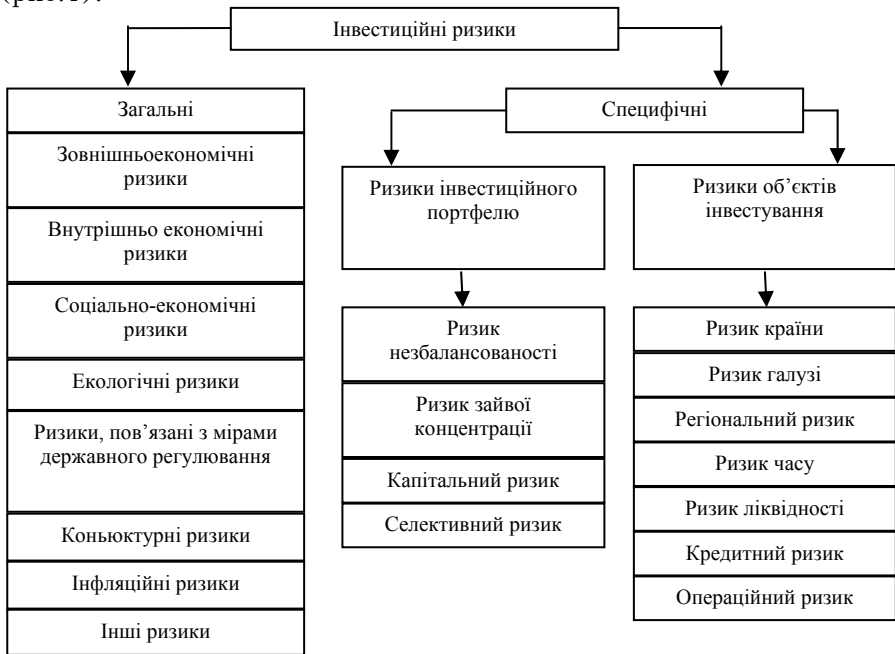 (рис.1).
Інвестиційні ризики
Загальні
Зовнішньоекономічні
ризики
Внутрішньо економічні
ризики
Соціально-економічні
ризики
Екологічні ризики
Ризики, пов’язані з мірами
державного регулювання
Коньюктурні ризики
Інфляційні ризики
Інші ризики
Специфічні
Ризики інвестиційного
портфелю
Ризик
незбалансованості
Ризик зайвої
концентрації
Капітальний ризик
Селективний ризик
Ризики об’єктів
інвестування
Ризик країни
Ризик галузі
Регіональний ризик
Ризик часу
Ризик ліквідності
Кредитний ризик
Операційний ризик